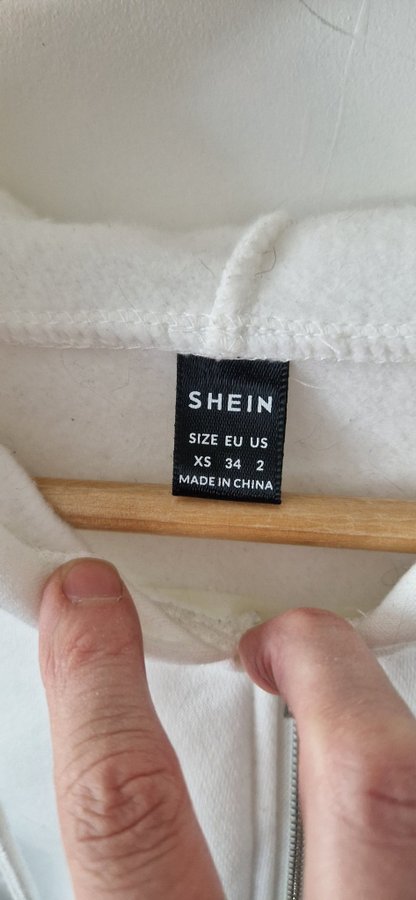 SHEIN
SIZE EU US
XS 34 2
MADE IN CHINA